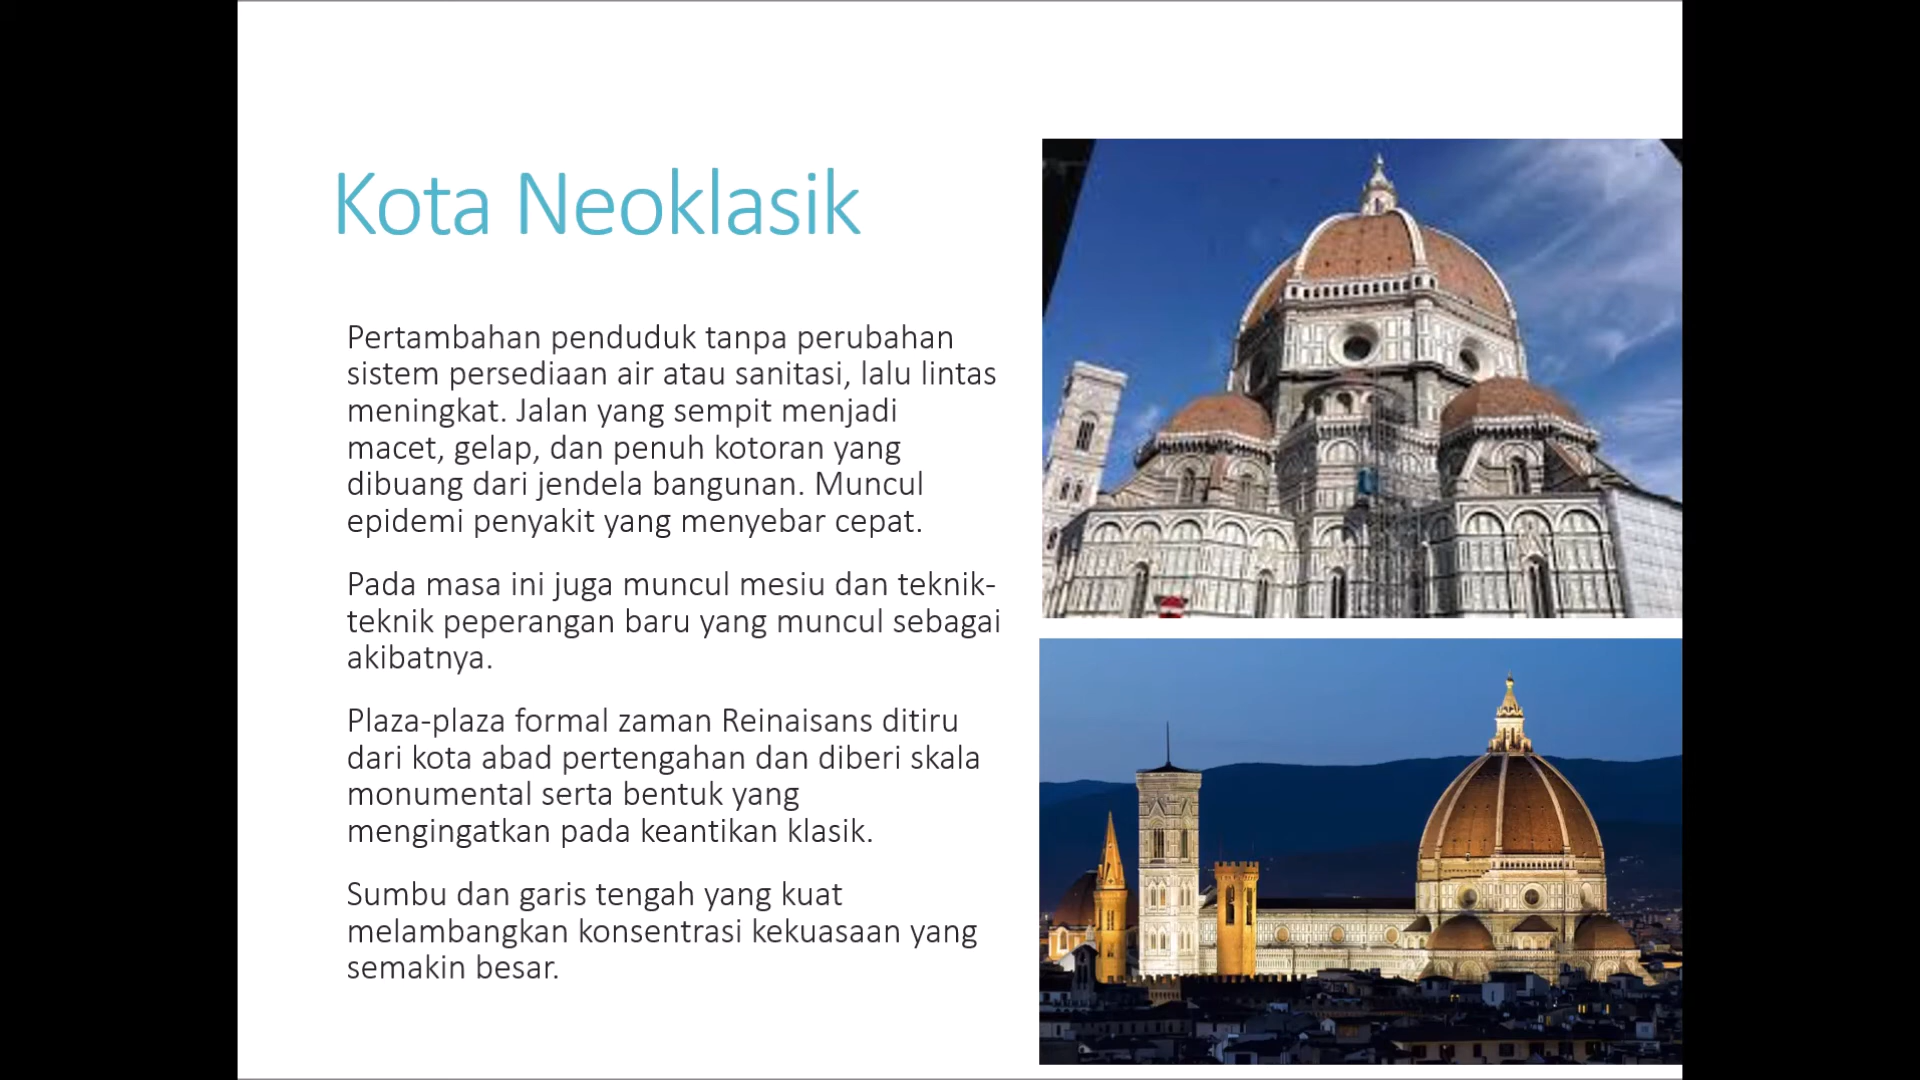 Kota Neoklasik
Pertambahan penduduk tanpa perubahan
sistem persediaan air atau sanitasi, lalu lintas
meningkat. Jalan yang sempit menjadi
macet, gelap, dan penuh kotoran yang
dibuang dari jendela bangunan. Muncul
epidemi penyakit yang menyebar cepat.
Pada masa ini juga muncul mesiu dan teknik-
teknik peperangan baru yang muncul sebagai
akibatnya.
Plaza-plaza formal zaman Reinaisans ditiru
dari kota abad pertengahan dan diberi skala
monumental serta bentuk yang
mengingatkan pada keantikan klasik.
Sumbu dan garis tengah yang kuat
melambangkan konsentrasi kekuasaan yang
semakin besar.